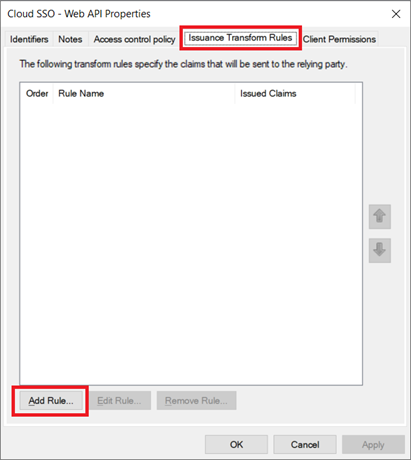 Cloud SSO - Web API Properties
Identifiers Notes Access control policy Issuance Transform Rules Client Permissions
The following transform rules specify the claims that will be sent to the relying party.
Order Rule Name Issued Claims
Add Rule... Edit Rule... Remove Rule...
OK Cancel Apply